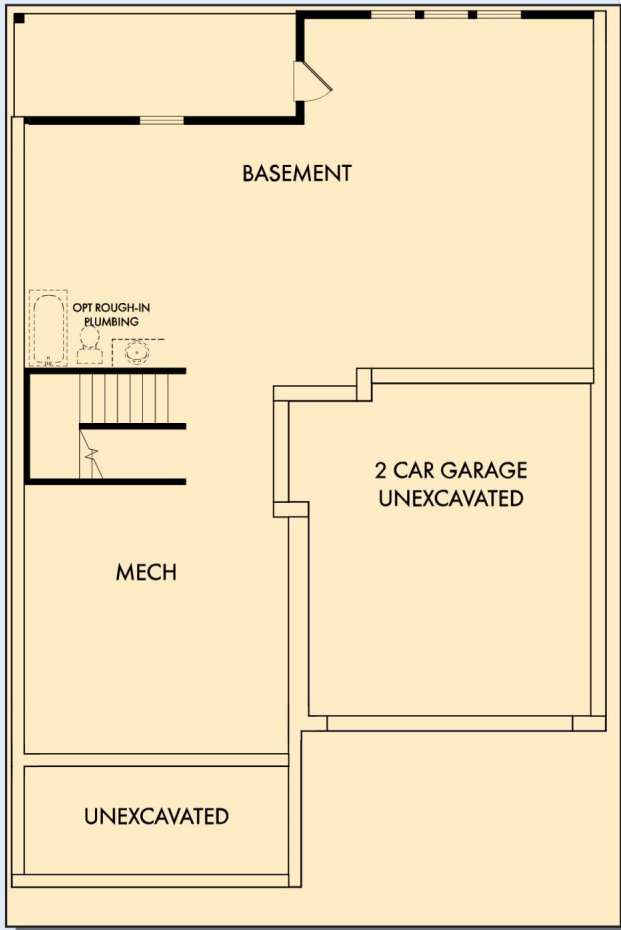 BASEMENT
OPT ROUGH-IN
PLUMBING
2 CAR GARAGE
UNEXCAVATED
MECH
UNEXCAVATED